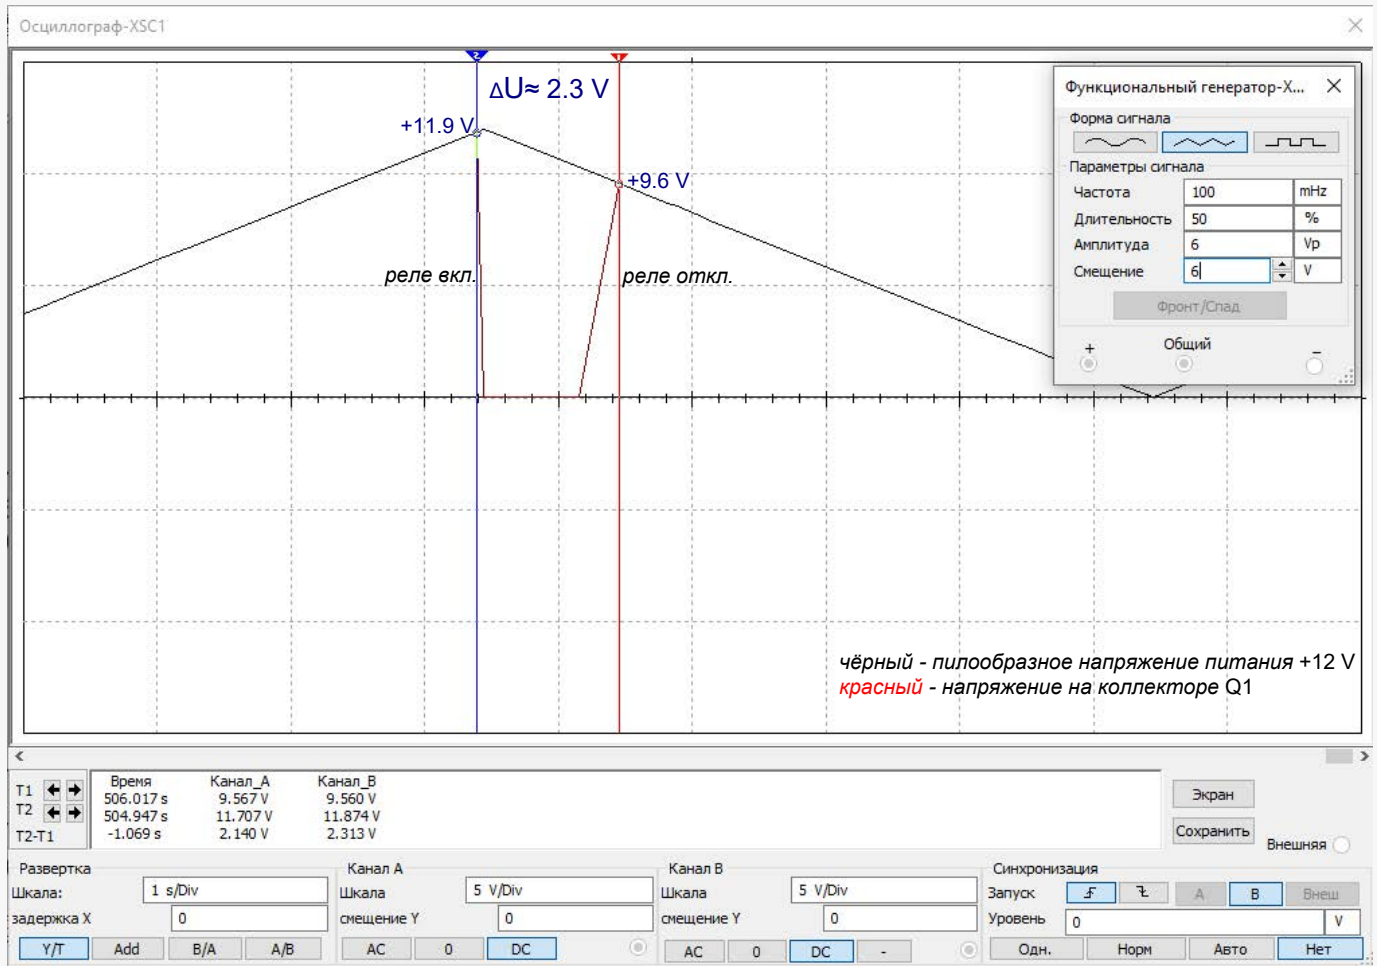 Осциллограф-XSC1
2
1
ΔU≈ 2.3 V
+11.9 V
+9.6 V
реле вкл.
реле откл.
Функциональный генератор-X...
Форма сигнала
Параметры сигнала
Частота 100 mHz
Длительность 50 %
Амплитуда 6 Vp
Смещение 6 V
Фронт/Спад
+ Общий –
чёрный - пилообразное напряжение питания +12 V
красный - напряжение на коллекторе Q1
Время Канал_A Канал_B
T1 506.017 s 9.567 V 9.560 V
T2 504.947 s 11.707 V 11.874 V
T2-T1 -1.069 s 2.140 V 2.313 V
Экран
Сохранить
Внешняя
Развертка
Шкала: 1 s/Div
задержка X 0
Y/T Add B/A A/B
Канал A
Шкала 5 V/Div
смещение Y 0
AC 0 DC
Канал B
Шкала 5 V/Div
смещение Y 0
AC 0 DC -
Синхронизация
Запуск A B Внеш
Уровень 0 V
Одн. Норм Авто Нет